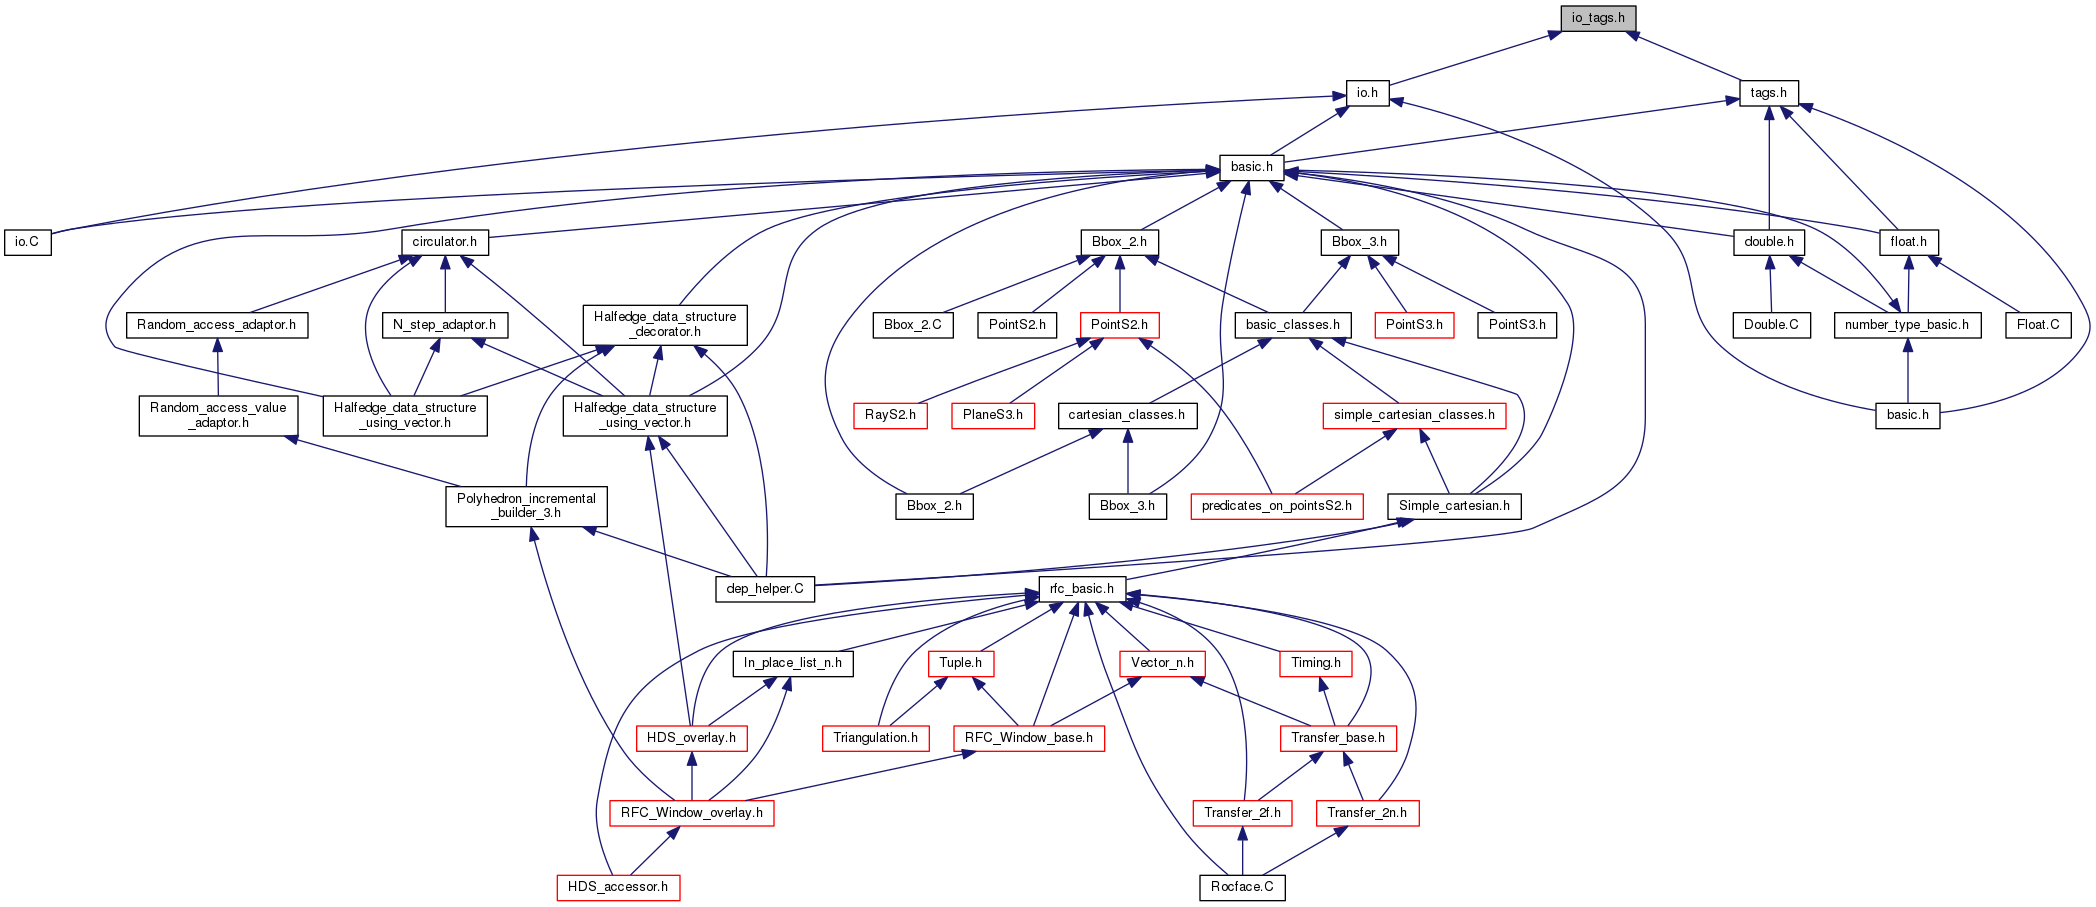 io_tags.h
io.h
tags.h
basic.h
io.C
circulator.h
Bbox_2.h
Bbox_3.h
double.h
float.h
Random_access_adaptor.h
N_step_adaptor.h
Halfedge_data_structure
_decorator.h
Bbox_2.C
PointS2.h
PointS2.h
basic_classes.h
PointS3.h
PointS3.h
Double.C
number_type_basic.h
Float.C
Random_access_value
_adaptor.h
Halfedge_data_structure
_using_vector.h
Halfedge_data_structure
_using_vector.h
RayS2.h
PlaneS3.h
cartesian_classes.h
simple_cartesian_classes.h
basic.h
Polyhedron_incremental
_builder_3.h
Bbox_2.h
Bbox_3.h
predicates_on_pointsS2.h
Simple_cartesian.h
dep_helper.C
rfc_basic.h
In_place_list_n.h
Tuple.h
Vector_n.h
Timing.h
HDS_overlay.h
Triangulation.h
RFC_Window_base.h
Transfer_base.h
RFC_Window_overlay.h
Transfer_2f.h
Transfer_2n.h
HDS_accessor.h
Rocface.C